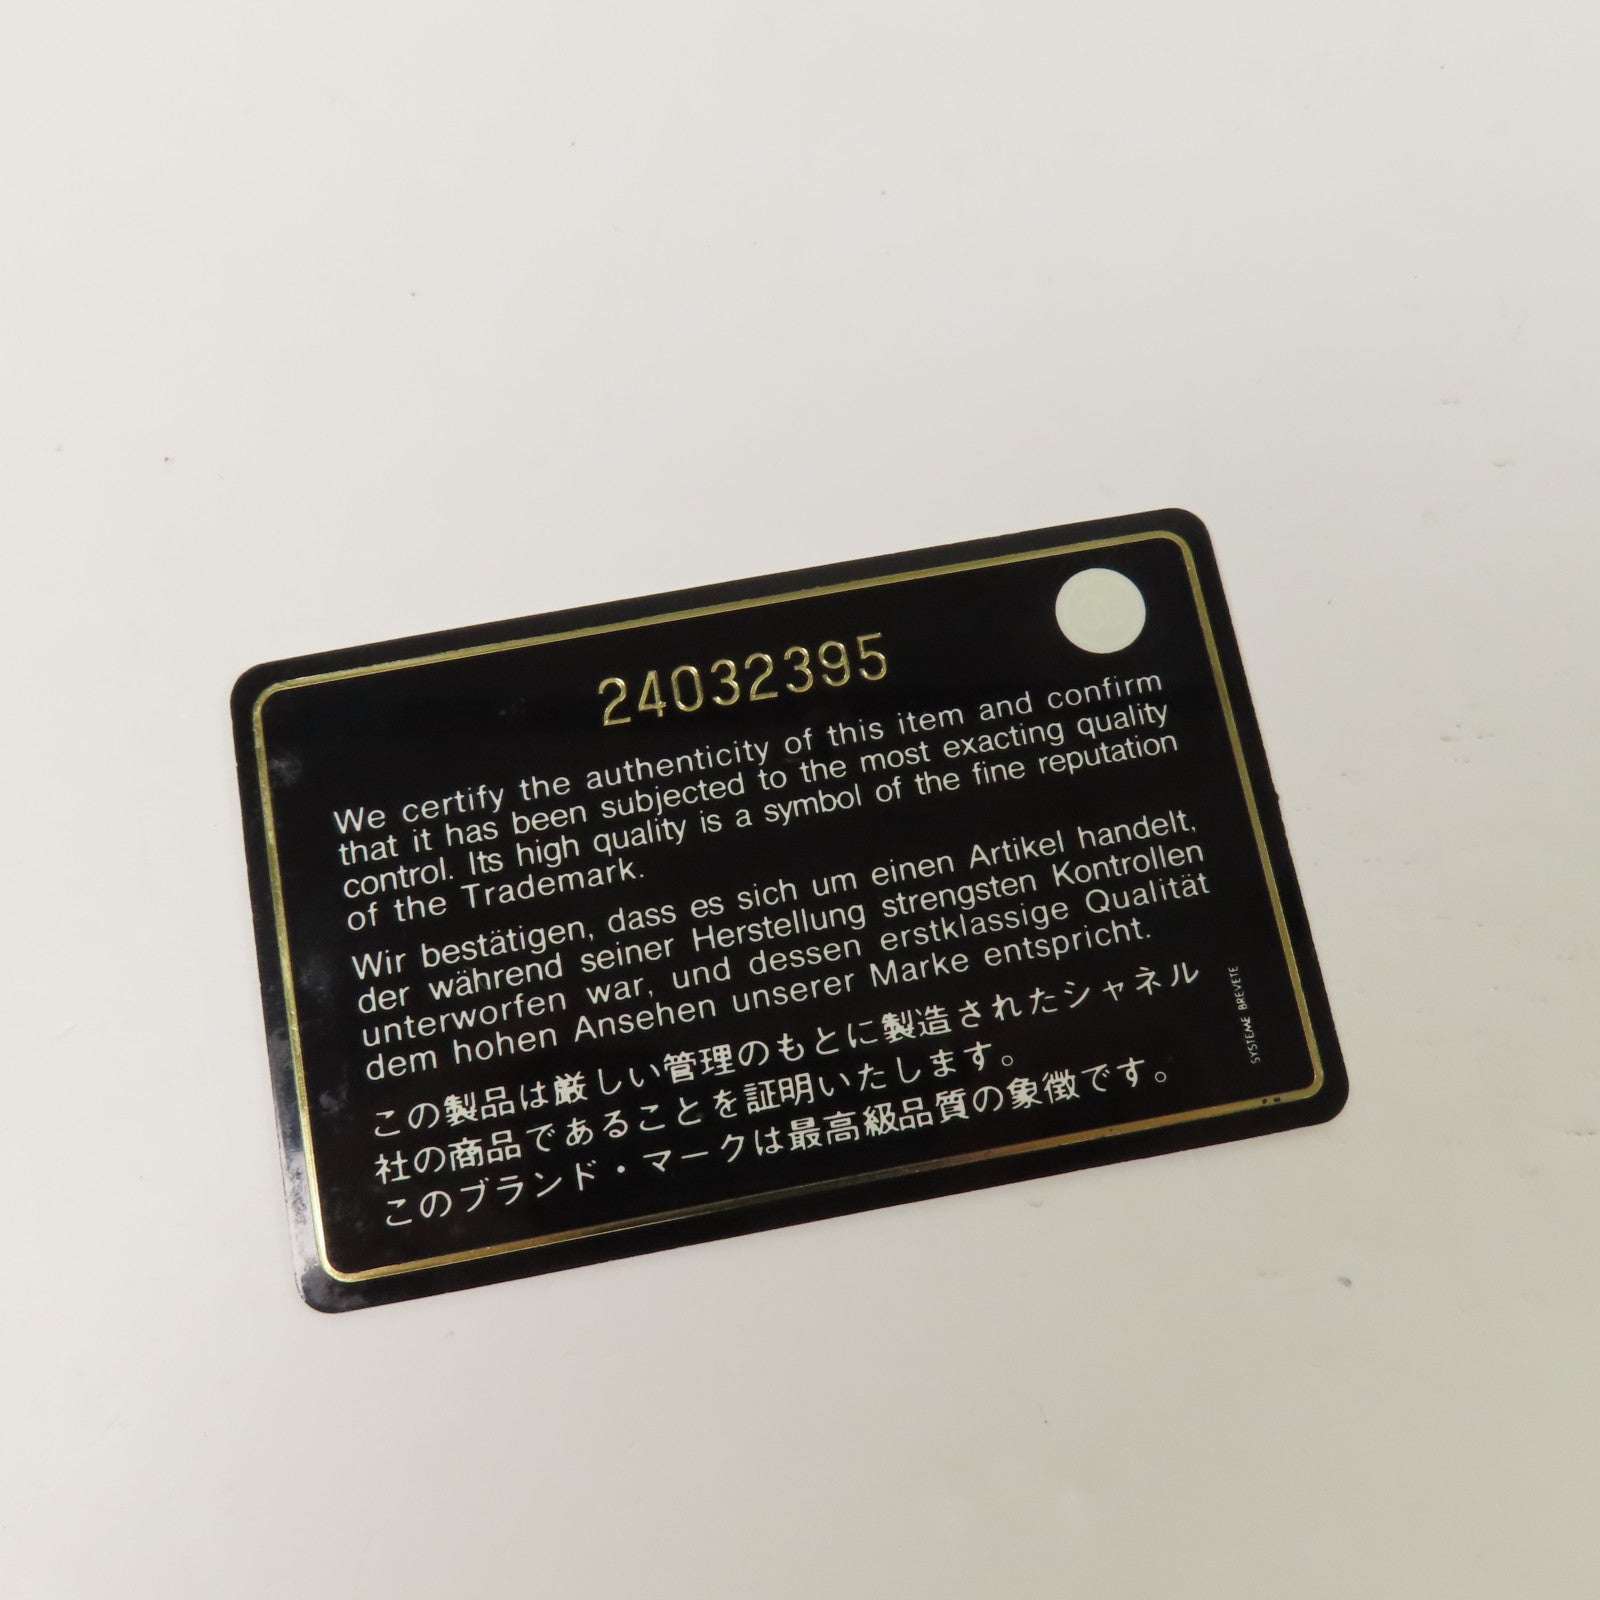 24032395
We certify the authenticity of this item and confirm
that it has been subjected to the most exacting quality
control. Its high quality is a symbol of the fine reputation
of the Trademark.
Wir bestätigen, dass es sich um einen Artikel handelt,
der während seiner Herstellung strengsten Kontrollen
unterworfen war, und dessen erstklassige Qualität
dem hohen Ansehen unserer Marke entspricht.
この製品は厳しい管理のもとに製造されたシャネル
社の商品であることを証明いたします。
このブランド・マークは最高級品質の象徴です。
SYSTEME BREVETE